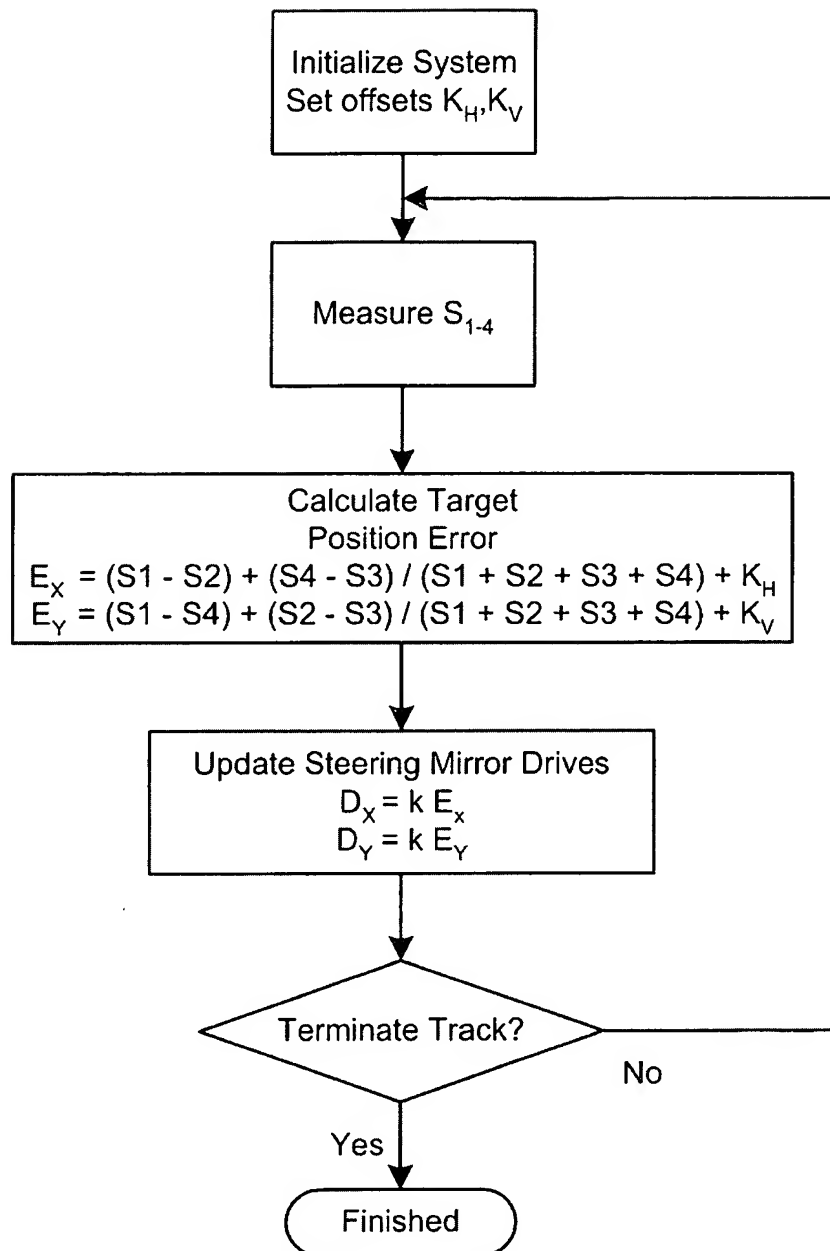 Initialize System
Set offsets K_H,K_V
Measure S_1-4
Calculate Target
Position Error
E_X = (S1 - S2) + (S4 - S3) / (S1 + S2 + S3 + S4) + K_H
E_Y = (S1 - S4) + (S2 - S3) / (S1 + S2 + S3 + S4) + K_V
Update Steering Mirror Drives
D_X = k E_x
D_Y = k E_Y
Terminate Track?
No
Yes
Finished